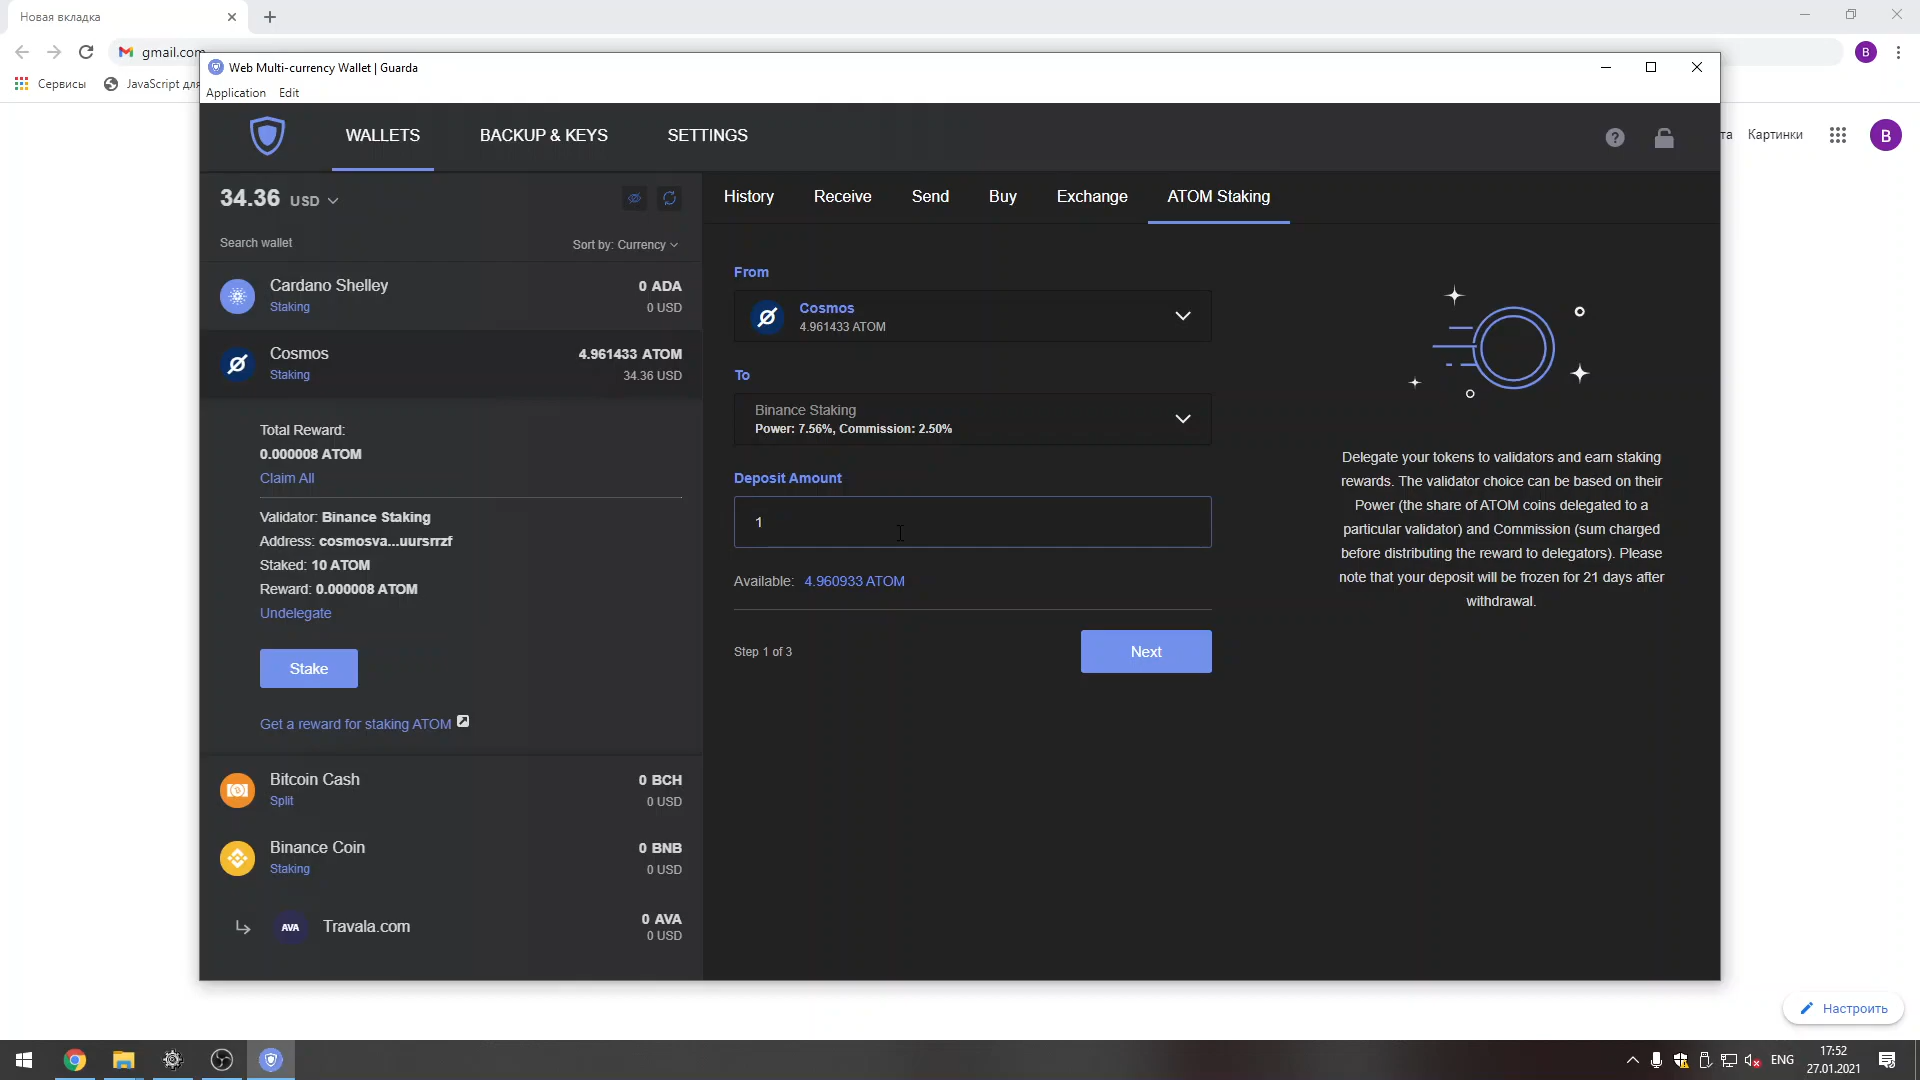 Новая вкладка
gmail.com
Сервисы
JavaScript для
Web Multi-currency Wallet | Guarda
Application Edit
WALLETS BACKUP & KEYS SETTINGS
?
та Картинки
B
B
34.36 USD
Search wallet
Sort by: Currency
Cardano Shelley 0 ADA
Staking 0 USD
Cosmos 4.961433 ATOM
Staking 34.36 USD
Total Reward:
0.000008 ATOM
Claim All
Validator: Binance Staking
Address: cosmosva...uursrrzf
Staked: 10 ATOM
Reward: 0.000008 ATOM
Undelegate
Stake
Get a reward for staking ATOM
Bitcoin Cash 0 BCH
Split 0 USD
Binance Coin 0 BNB
Staking 0 USD
AVA Travala.com 0 AVA
0 USD
History Receive Send Buy Exchange ATOM Staking
From
Cosmos
4.961433 ATOM
To
Binance Staking
Power: 7.56%, Commission: 2.50%
Deposit Amount
1
Available: 4.960933 ATOM
Step 1 of 3
Next
Delegate your tokens to validators and earn staking
rewards. The validator choice can be based on their
Power (the share of ATOM coins delegated to a
particular validator) and Commission (sum charged
before distributing the reward to delegators). Please
note that your deposit will be frozen for 21 days after
withdrawal.
Настроить
ENG
17:52
27.01.2021